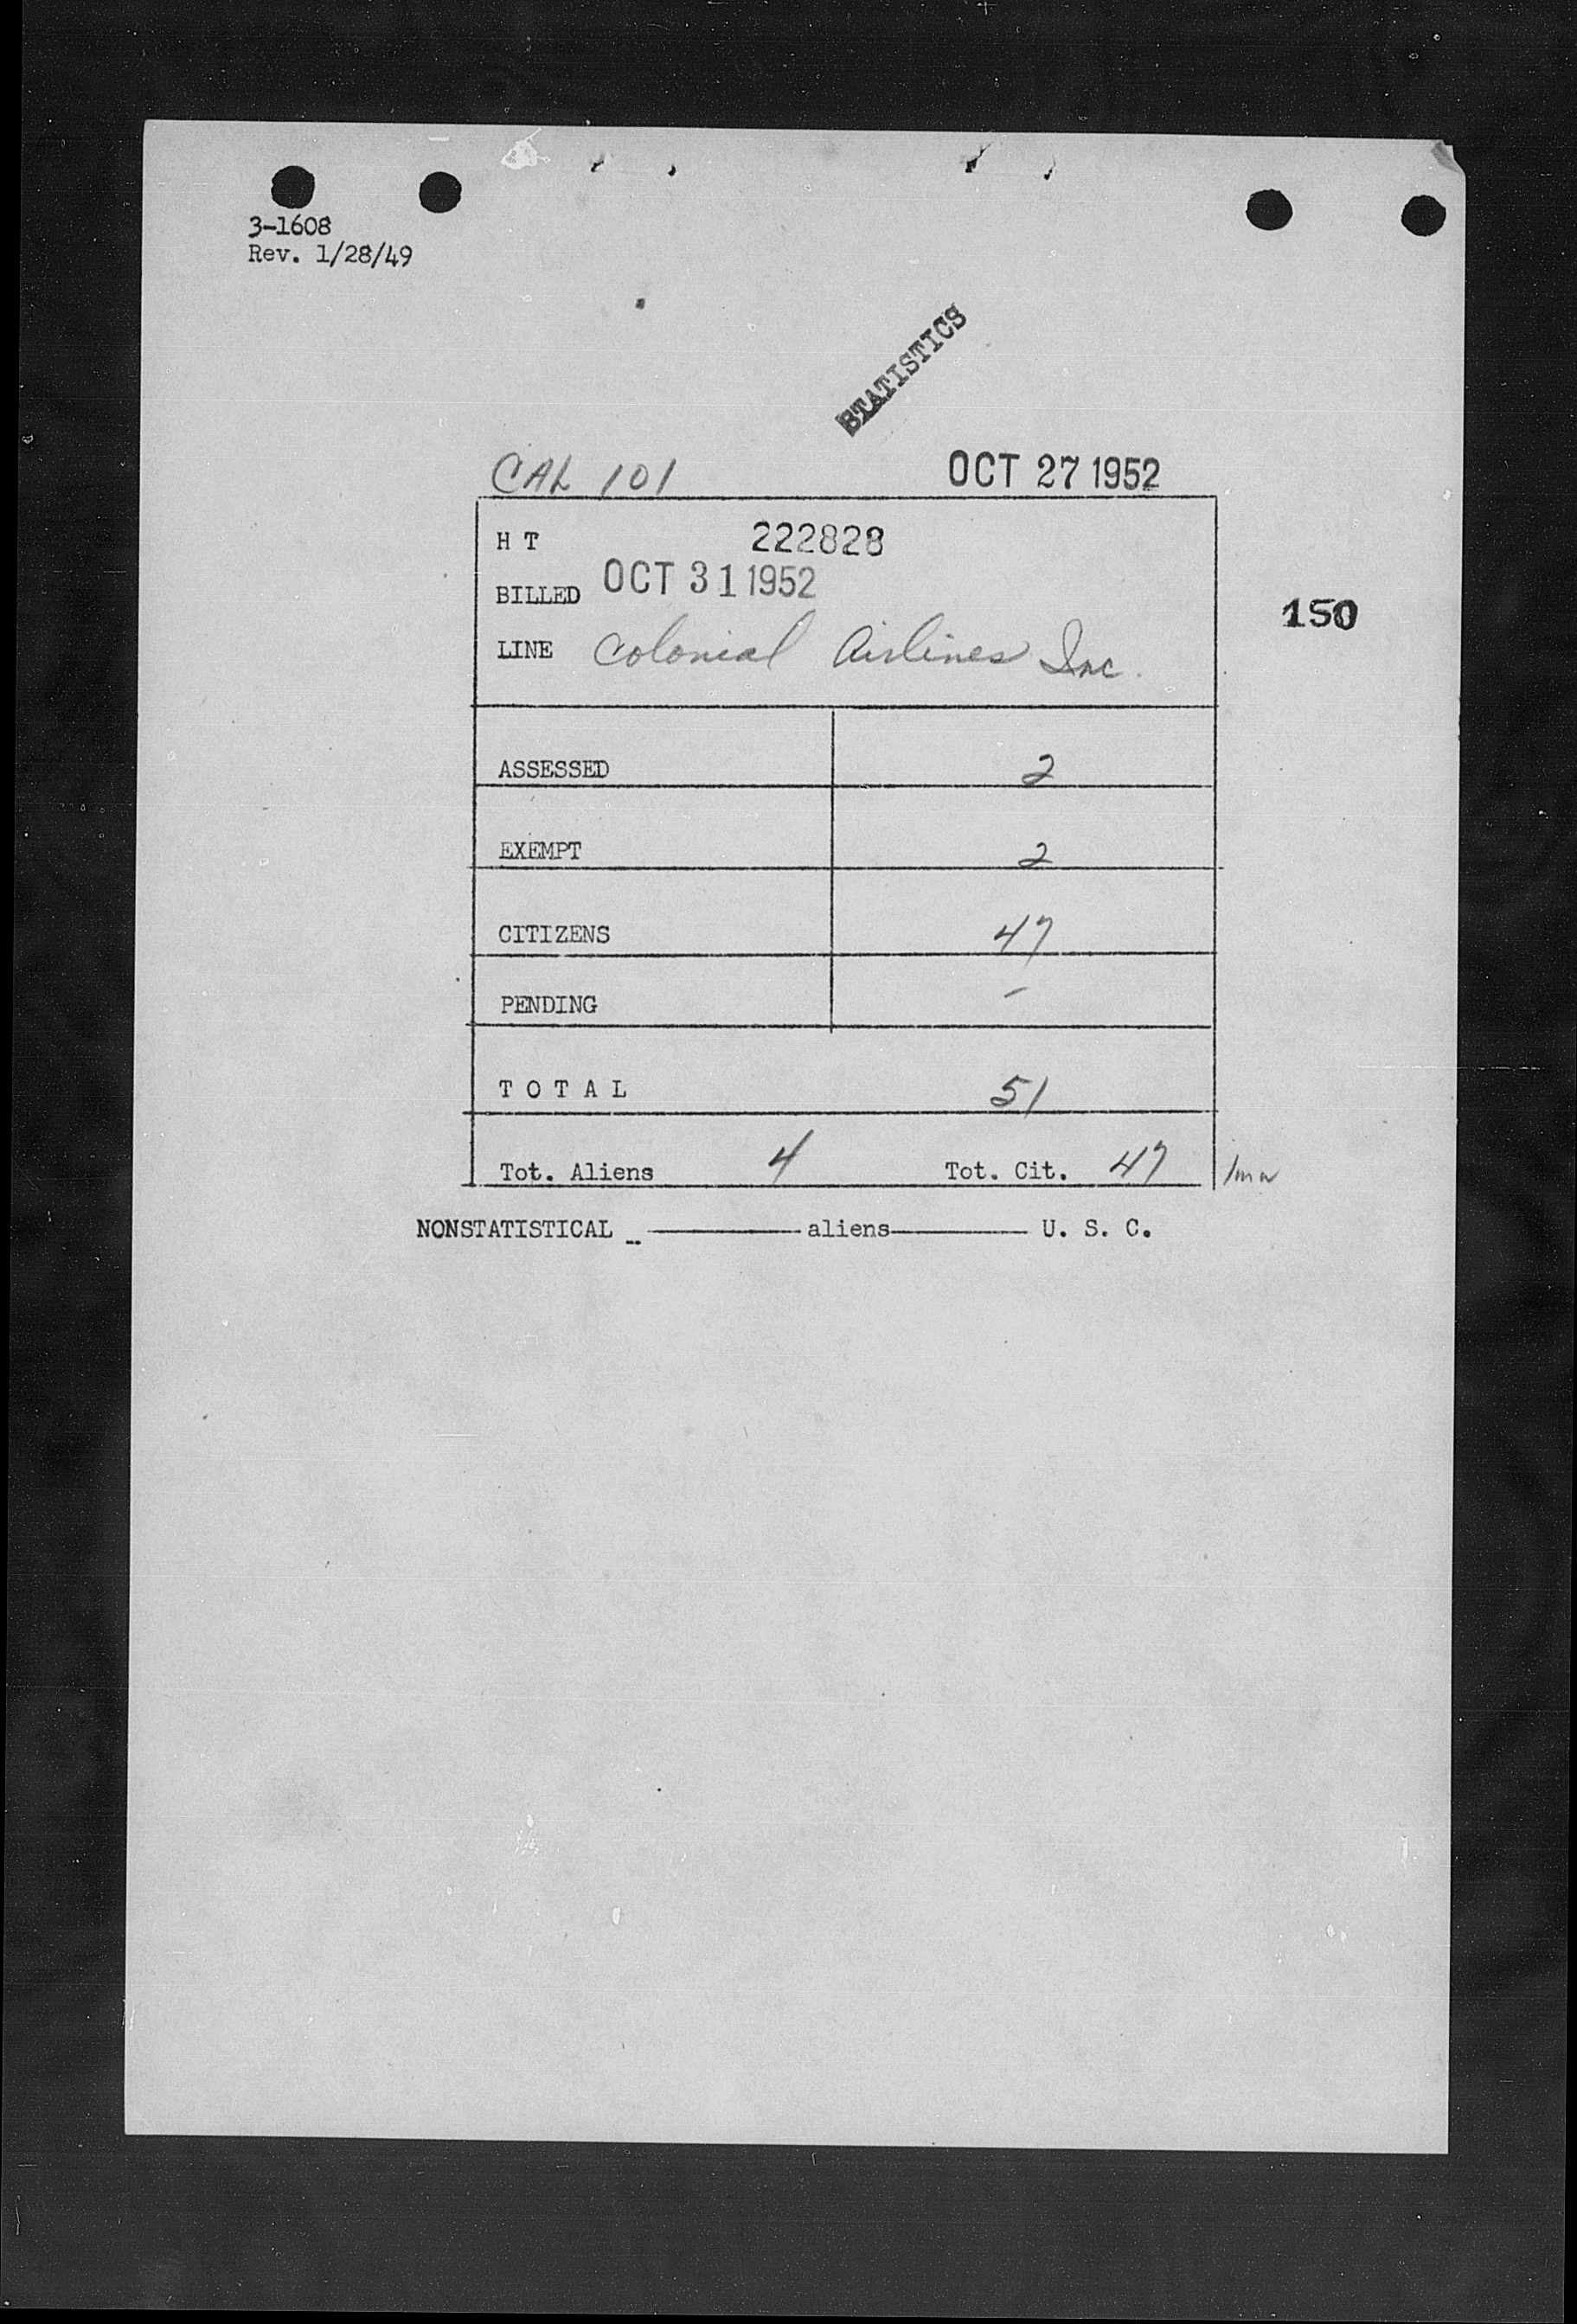 3-1608
Rev. 1/28/49
STATISTICS
CAL 101 OCT 27 1952
H T 222828
BILLED OCT 31 1952
150
LINE Colonial Airlines Inc.
ASSESSED 2
EXEMPT 2
CITIZENS 47
PENDING -
T O T A L 51
Tot. Aliens 4 Tot. Cit. 47
NONSTATISTICAL aliens U. S. C.